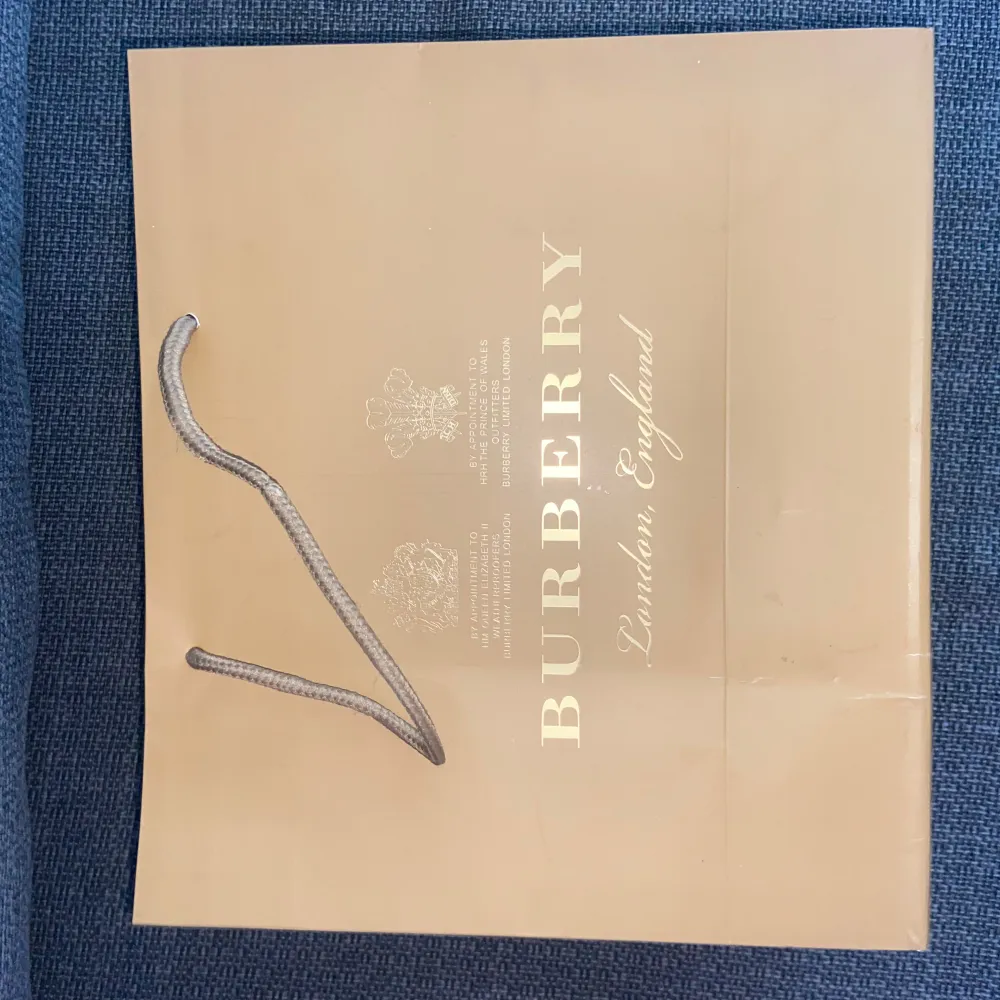 BY APPOINTMENT TO
HM QUEEN ELIZABETH II
WEATHERPROOFERS
BURBERRY LIMITED LONDON
BY APPOINTMENT TO
HRH THE PRINCE OF WALES
OUTFITTERS
BURBERRY LIMITED LONDON
BURBERRY
London, England